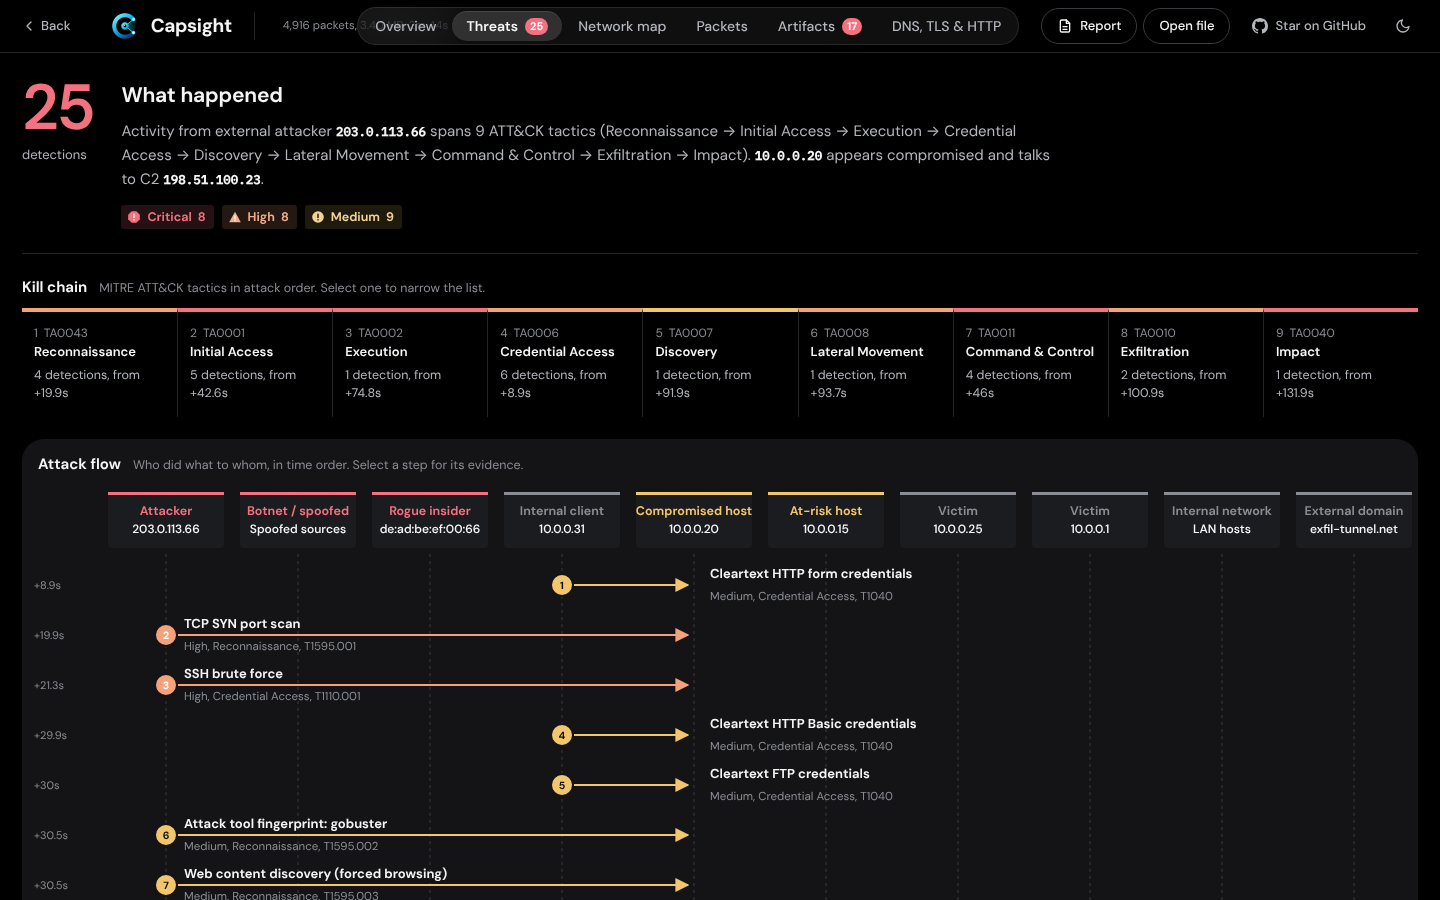 Back
Capsight
4,916 packets,
Overview
Threats 25
Network map
Packets
Artifacts 17
DNS, TLS & HTTP
Report
Open file
Star on GitHub
25
detections
What happened
Activity from external attacker 203.0.113.66 spans 9 ATT&CK tactics (Reconnaissance → Initial Access → Execution → Credential
Access → Discovery → Lateral Movement → Command & Control → Exfiltration → Impact). 10.0.0.20 appears compromised and talks
to C2 198.51.100.23.
Critical 8
High 8
Medium 9
Kill chain MITRE ATT&CK tactics in attack order. Select one to narrow the list.
1 TA0043
Reconnaissance
4 detections, from
+19.9s
2 TA0001
Initial Access
5 detections, from
+42.6s
3 TA0002
Execution
1 detection, from
+74.8s
4 TA0006
Credential Access
6 detections, from
+8.9s
5 TA0007
Discovery
1 detection, from
+91.9s
6 TA0008
Lateral Movement
1 detection, from
+93.7s
7 TA0011
Command & Control
4 detections, from
+46s
8 TA0010
Exfiltration
2 detections, from
+100.9s
9 TA0040
Impact
1 detection, from
+131.9s
Attack flow Who did what to whom, in time order. Select a step for its evidence.
Attacker
203.0.113.66
Botnet / spoofed
Spoofed sources
Rogue insider
de:ad:be:ef:00:66
Internal client
10.0.0.31
Compromised host
10.0.0.20
At-risk host
10.0.0.15
Victim
10.0.0.25
Victim
10.0.0.1
Internal network
LAN hosts
External domain
exfil-tunnel.net
+8.9s
1
Cleartext HTTP form credentials
Medium, Credential Access, T1040
+19.9s
2
TCP SYN port scan
High, Reconnaissance, T1595.001
+21.3s
3
SSH brute force
High, Credential Access, T1110.001
+29.9s
4
Cleartext HTTP Basic credentials
Medium, Credential Access, T1040
+30s
5
Cleartext FTP credentials
Medium, Credential Access, T1040
+30.5s
6
Attack tool fingerprint: gobuster
Medium, Reconnaissance, T1595.002
+30.5s
7
Web content discovery (forced browsing)
Medium, Reconnaissance, T1595.003